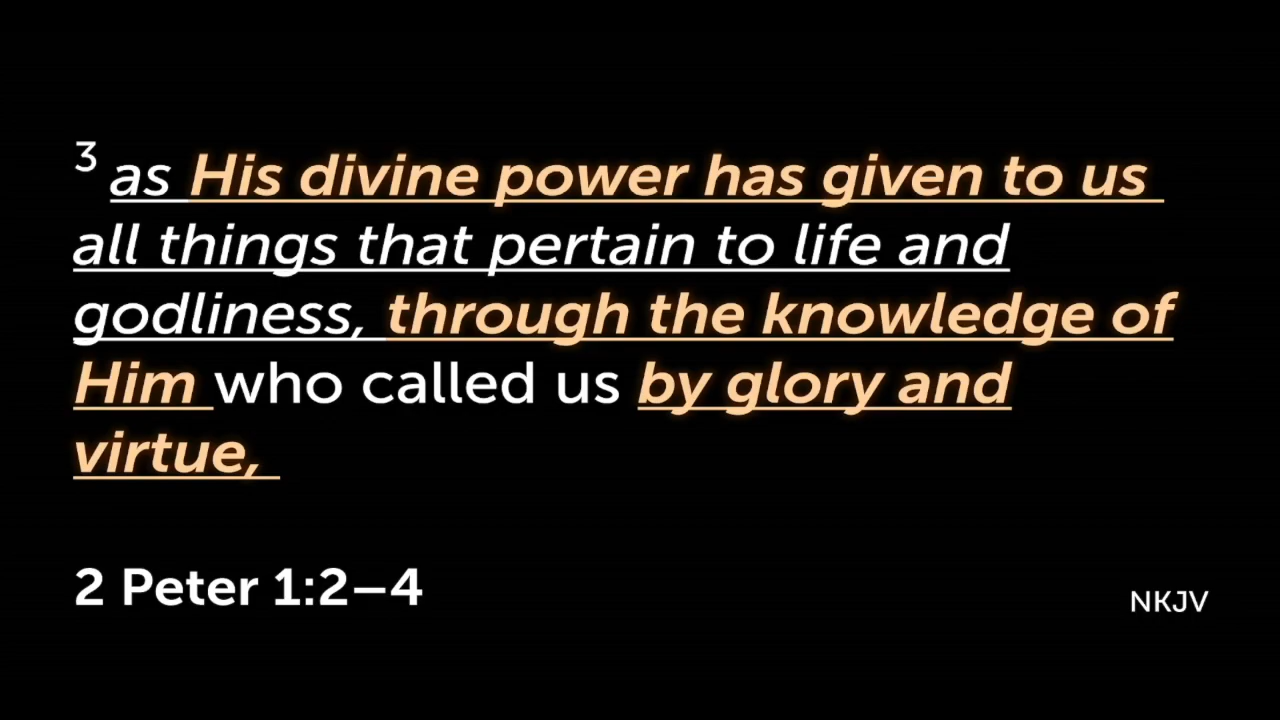 3 as His divine power has given to us
all things that pertain to life and
godliness, through the knowledge of
Him who called us by glory and
virtue,
2 Peter 1:2–4
NKJV